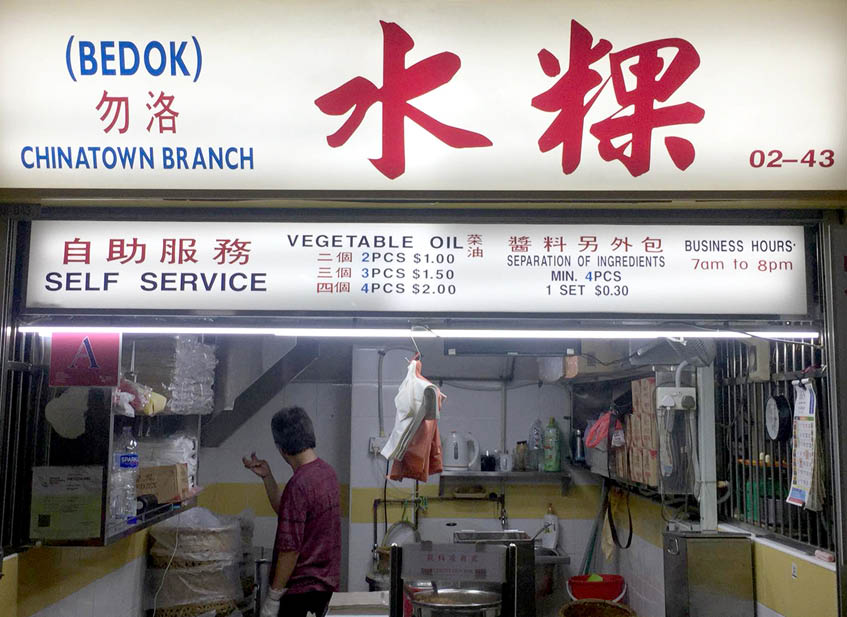 (BEDOK)
勿洛
CHINATOWN BRANCH
水粿
02-43
自助服務
SELF SERVICE
VEGETABLE OIL 菜油
二個 2PCS $1.00
三個 3PCS $1.50
四個 4PCS $2.00
醬料另外包
SEPARATION OF INGREDIENTS
MIN. 4PCS
1 SET $0.30
BUSINESS HOURS
7am to 8pm
A